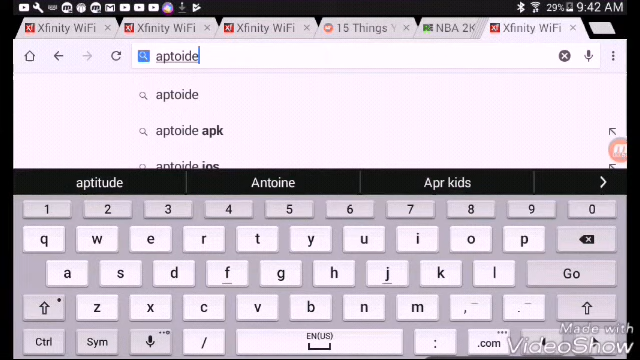 29% 9:42 AM
Xfinity WiFi × Xfinity WiFi × Xfinity WiFi × 15 Things Y × NBA 2K × Xfinity WiFi ×
aptoide
aptoide
aptoide apk
aptoide ios
aptitude Antoine Apr kids
1 2 3 4 5 6 7 8 9 0
q w e r t y u i o p
a s d f g h j k l Go
z x c v b n m , .
Ctrl Sym / EN(US) : .com
Made with
VideoShow